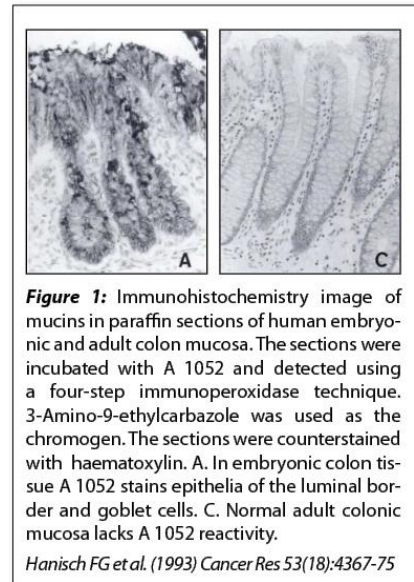 A
C
Figure 1: Immunohistochemistry image of
mucins in paraffin sections of human embryo-
nic and adult colon mucosa. The sections were
incubated with A 1052 and detected using
a four-step immunoperoxidase technique.
3-Amino-9-ethylcarbazole was used as the
chromogen. The sections were counterstained
with haematoxylin. A. In embryonic colon tis-
sue A 1052 stains epithelia of the luminal bor-
der and goblet cells. C. Normal adult colonic
mucosa lacks A 1052 reactivity.
Hanisch FG et al. (1993) Cancer Res 53(18):4367-75